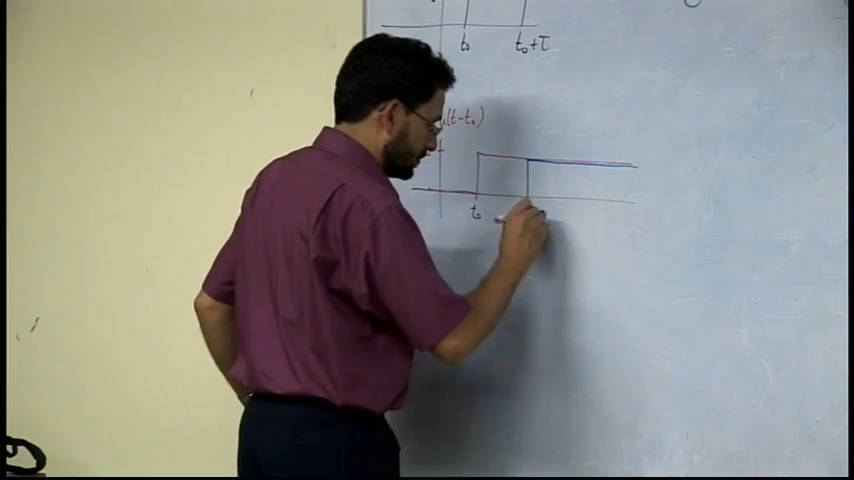 t₀ t₀+τ
u(t-t₀)
t₀